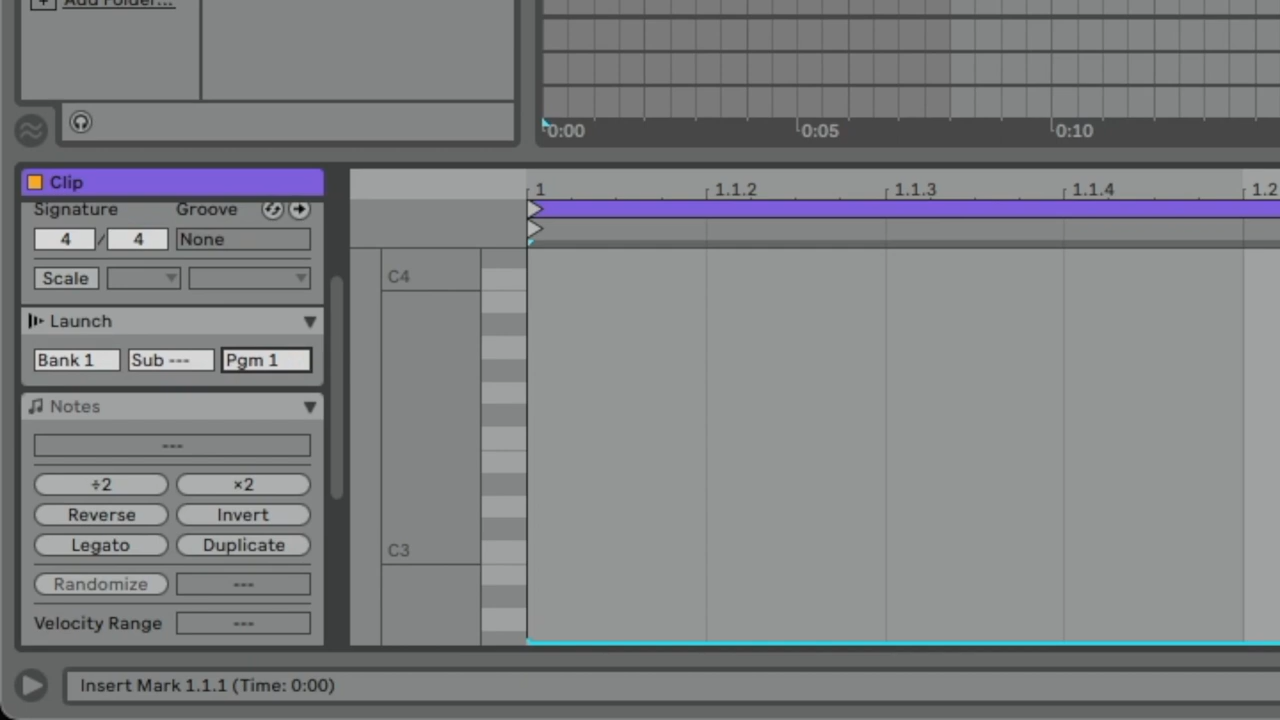 Add Folder...
0:00 0:05 0:10
Clip
1 1.1.2 1.1.3 1.1.4 1.2
Signature Groove
4 / 4 None
Scale
C4
Launch
Bank 1 Sub --- Pgm 1
Notes
---
÷2 ×2
Reverse Invert
Legato Duplicate
C3
Randomize ---
Velocity Range ---
Insert Mark 1.1.1 (Time: 0:00)